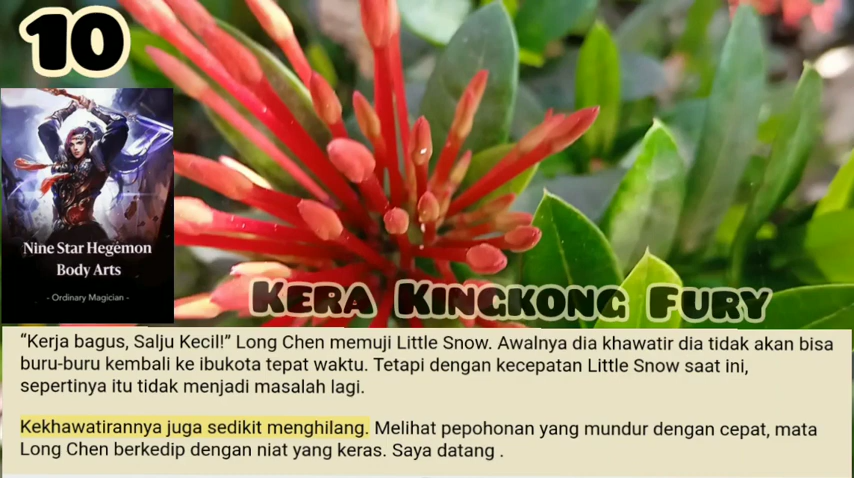 10
Nine Star Hegemon
Body Arts
- Ordinary Magician -
KERA KINGKONG FURY
“Kerja bagus, Salju Kecil!” Long Chen memuji Little Snow. Awalnya dia khawatir dia tidak akan bisa
buru-buru kembali ke ibukota tepat waktu. Tetapi dengan kecepatan Little Snow saat ini,
sepertinya itu tidak menjadi masalah lagi.
Kekhawatirannya juga sedikit menghilang. Melihat pepohonan yang mundur dengan cepat, mata
Long Chen berkedip dengan niat yang keras. Saya datang .